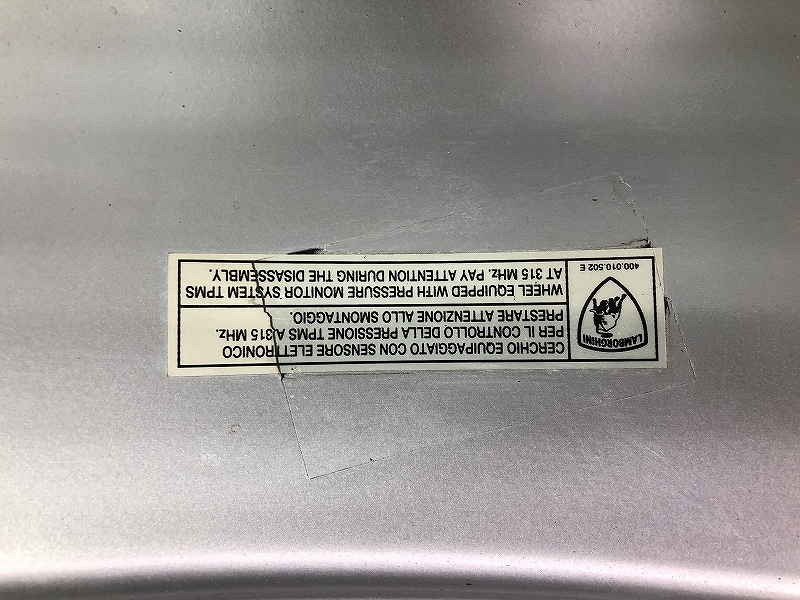 LAMBORGHINI
400.010.502 E
CERCHIO EQUIPAGGIATO CON SENSORE ELETTRONICO
PER IL CONTROLLO DELLA PRESSIONE TPMS A 315 MHz.
PRESTARE ATTENZIONE ALLO SMONTAGGIO.
WHEEL EQUIPPED WITH PRESSURE MONITOR SYSTEM TPMS
AT 315 MHz. PAY ATTENTION DURING THE DISASSEMBLY.